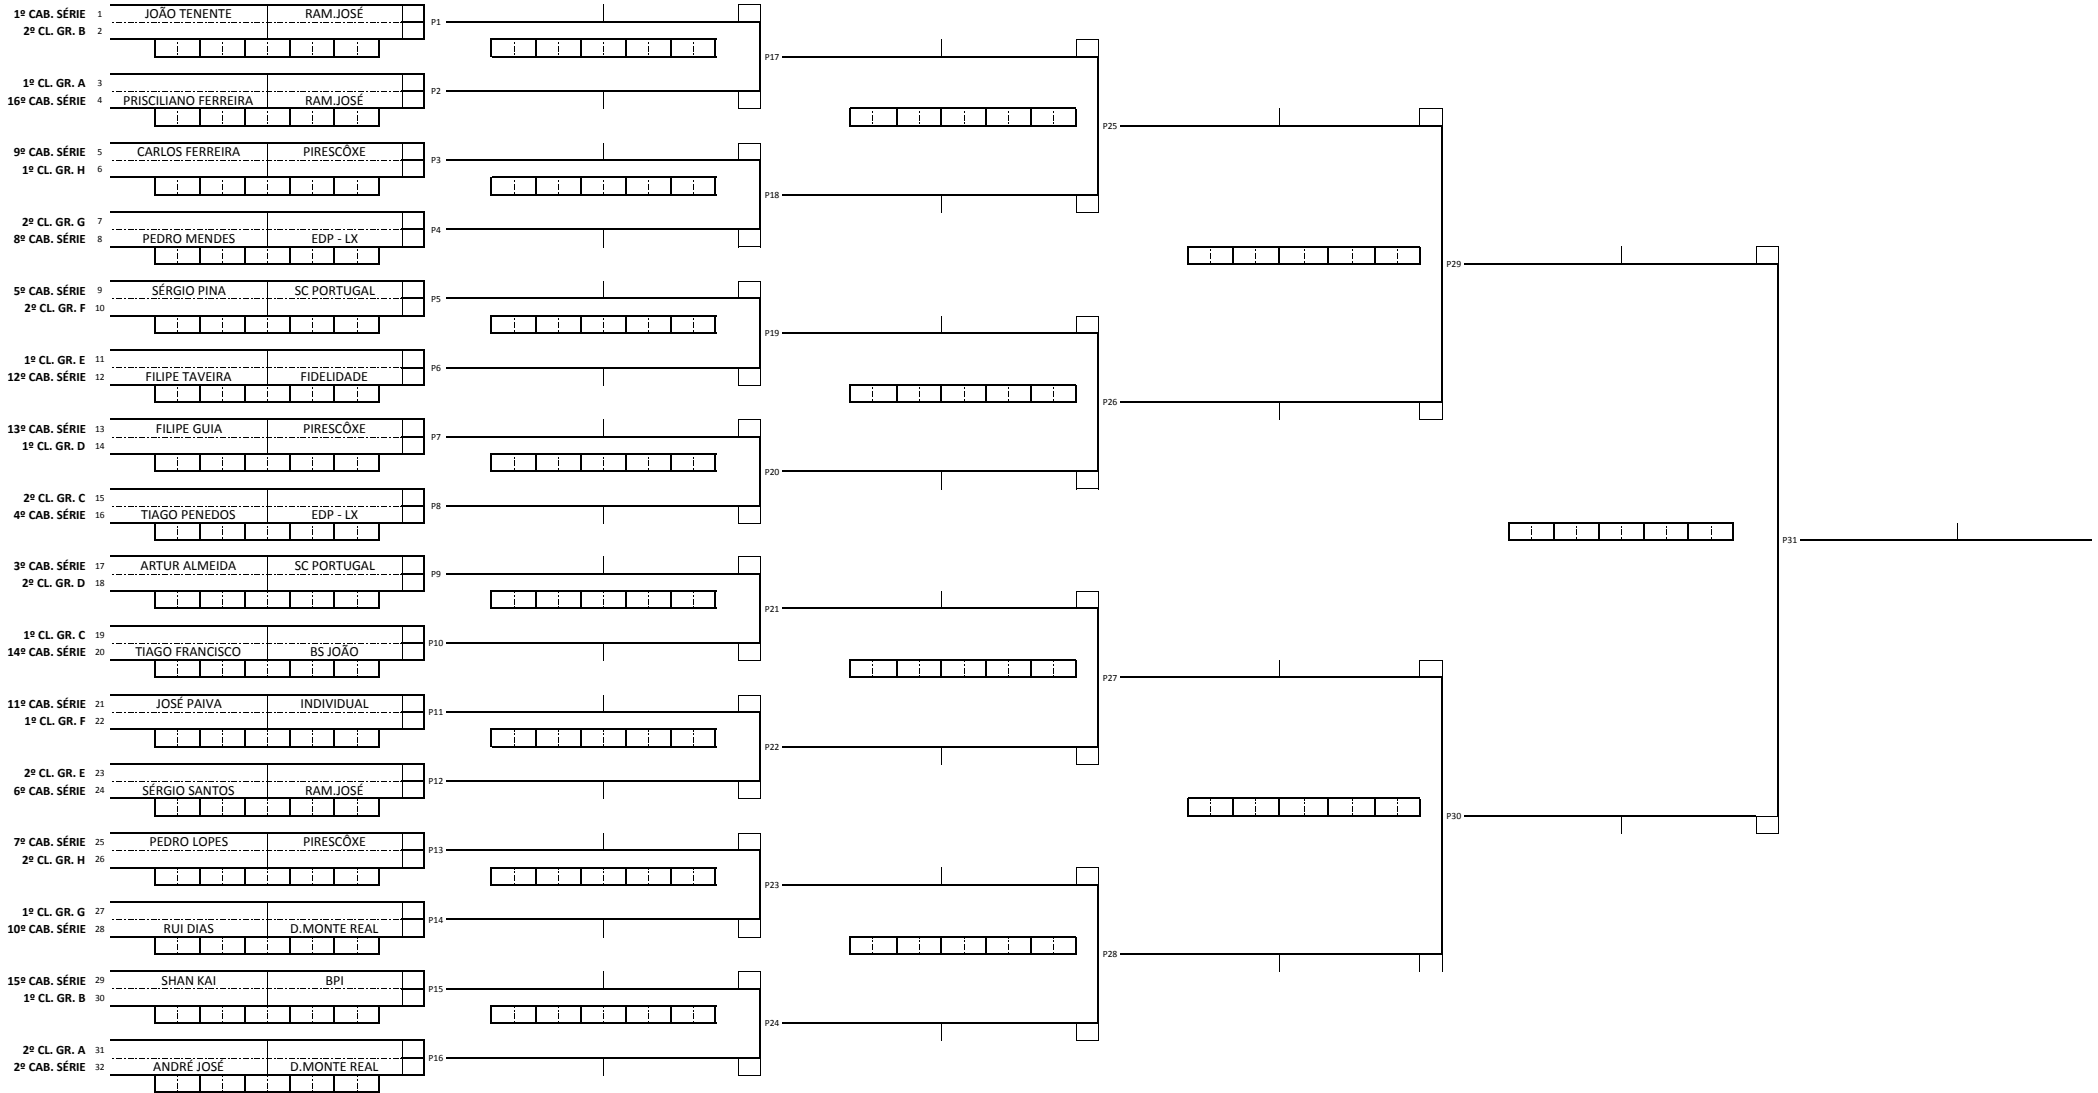 1º CAB. SÉRIE 1 JOÃO TENENTE RAM.JOSÉ
P1
2º CL. GR. B 2
P17
1º CL. GR. A 3
P2
16º CAB. SÉRIE 4 PRISCILIANO FERREIRA RAM.JOSÉ
P25
9º CAB. SÉRIE 5 CARLOS FERREIRA PIRESCÔXE
P3
1º CL. GR. H 6
P18
2º CL. GR. G 7
P4
8º CAB. SÉRIE 8 PEDRO MENDES EDP - LX
P29
5º CAB. SÉRIE 9 SÉRGIO PINA SC PORTUGAL
P5
2º CL. GR. F 10
P19
1º CL. GR. E 11
P6
12º CAB. SÉRIE 12 FILIPE TAVEIRA FIDELIDADE
P26
13º CAB. SÉRIE 13 FILIPE GUIA PIRESCÔXE
P7
1º CL. GR. D 14
P20
2º CL. GR. C 15
P8
4º CAB. SÉRIE 16 TIAGO PENEDOS EDP - LX
P31
3º CAB. SÉRIE 17 ARTUR ALMEIDA SC PORTUGAL
P9
2º CL. GR. D 18
P21
1º CL. GR. C 19
P10
14º CAB. SÉRIE 20 TIAGO FRANCISCO BS JOÃO
P27
11º CAB. SÉRIE 21 JOSÉ PAIVA INDIVIDUAL
P11
1º CL. GR. F 22
P22
2º CL. GR. E 23
P12
6º CAB. SÉRIE 24 SÉRGIO SANTOS RAM.JOSÉ
P30
7º CAB. SÉRIE 25 PEDRO LOPES PIRESCÔXE
P13
2º CL. GR. H 26
P23
1º CL. GR. G 27
P14
10º CAB. SÉRIE 28 RUI DIAS D.MONTE REAL
P28
15º CAB. SÉRIE 29 SHAN KAI BPI
P15
1º CL. GR. B 30
P24
2º CL. GR. A 31
P16
2º CAB. SÉRIE 32 ANDRÉ JOSÉ D.MONTE REAL